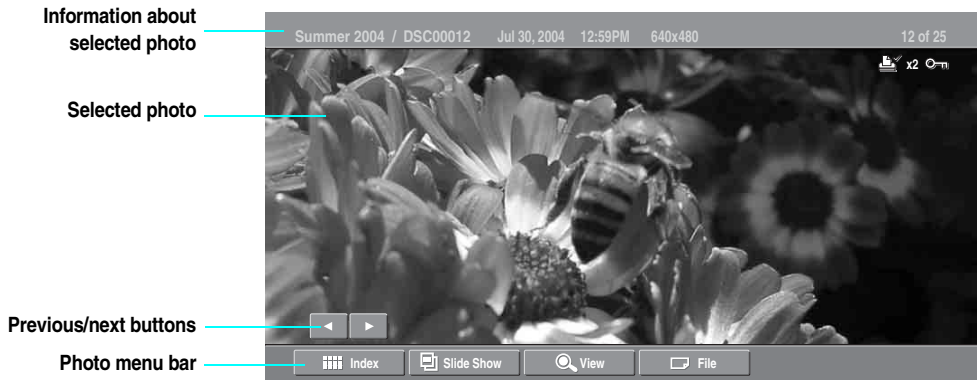 Information about
selected photo
Summer 2004 / DSC00012 Jul 30, 2004 12:59PM 640x480 12 of 25
x2
Selected photo
Previous/next buttons
Photo menu bar
Index Slide Show View File